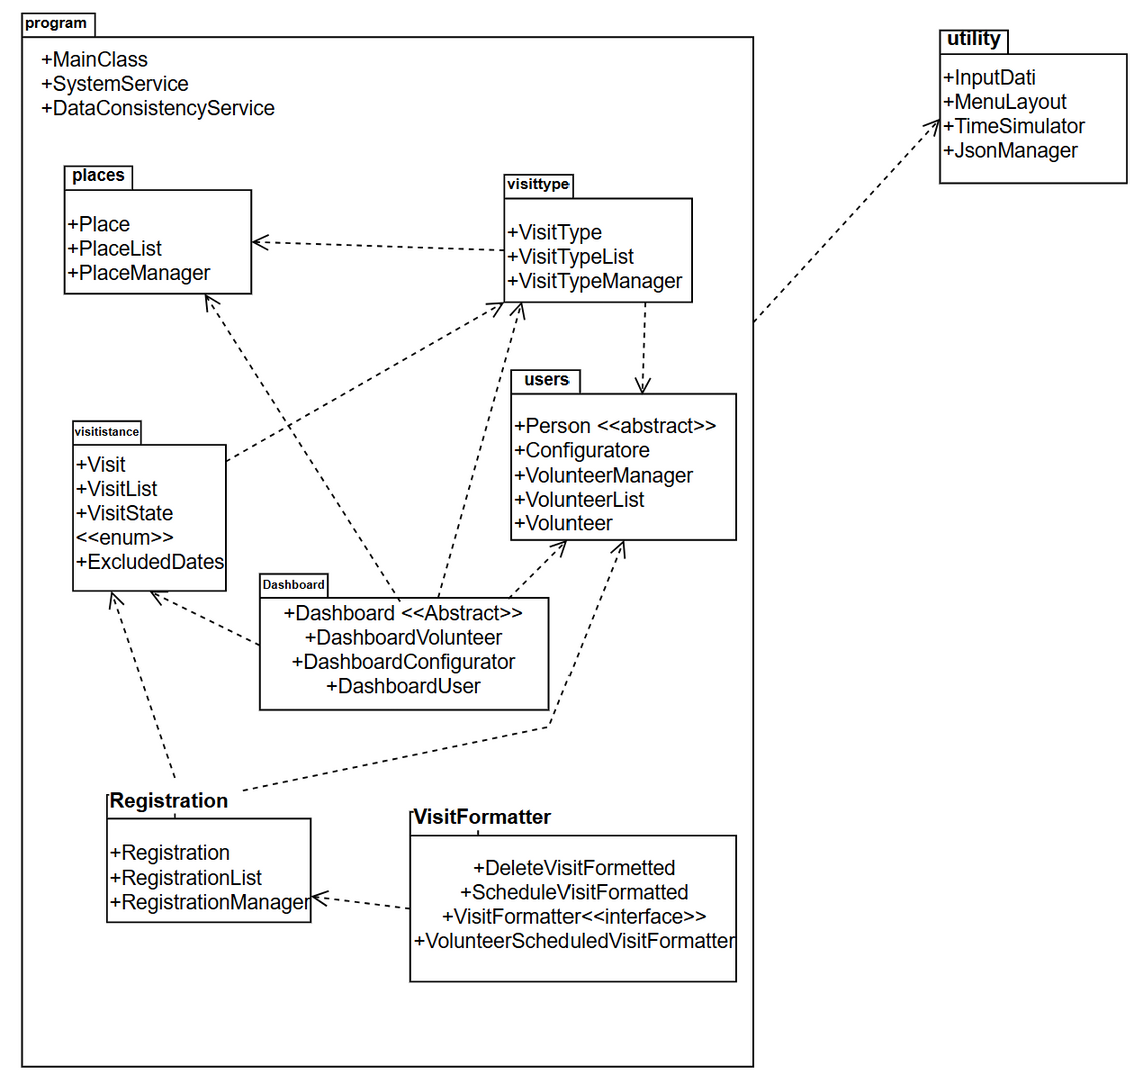 program
+MainClass
+SystemService
+DataConsistencyService
utility
+InputDati
+MenuLayout
+TimeSimulator
+JsonManager
places
+Place
+PlaceList
+PlaceManager
visittype
+VisitType
+VisitTypeList
+VisitTypeManager
users
+Person <<abstract>>
+Configuratore
+VolunteerManager
+VolunteerList
+Volunteer
visitistance
+Visit
+VisitList
+VisitState
<<enum>>
+ExcludedDates
Dashboard
+Dashboard <<Abstract>>
+DashboardVolunteer
+DashboardConfigurator
+DashboardUser
Registration
+Registration
+RegistrationList
+RegistrationManager
VisitFormatter
+DeleteVisitFormetted
+ScheduleVisitFormatted
+VisitFormatter<<interface>>
+VolunteerScheduledVisitFormatter